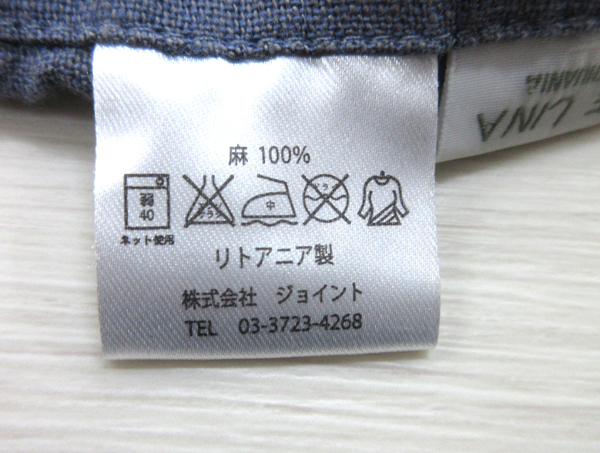 麻 100%
弱
40
中
ネット使用
リトアニア製
株式会社 ジョイント
TEL 03-3723-4268
LINA